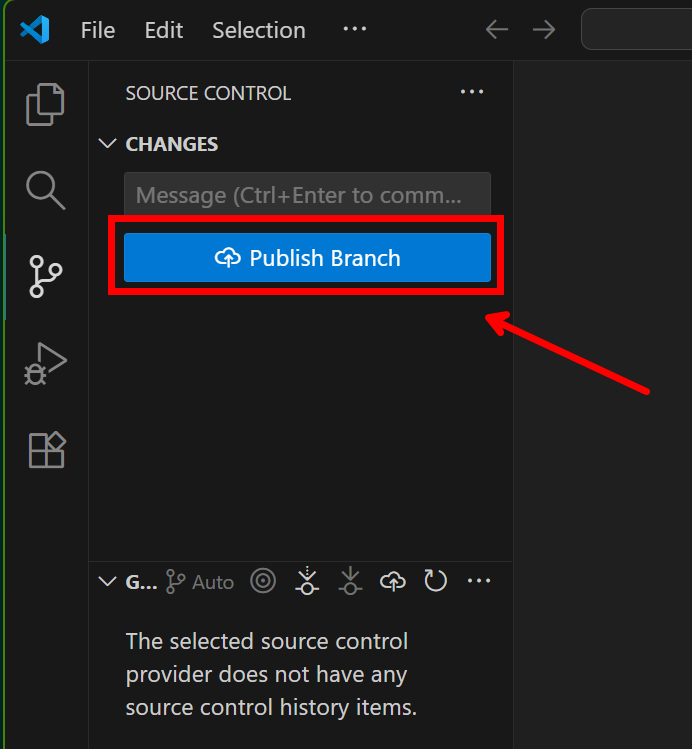 File Edit Selection ...
SOURCE CONTROL ...
CHANGES
Message (Ctrl+Enter to comm...
Publish Branch
G... Auto ...
The selected source control
provider does not have any
source control history items.